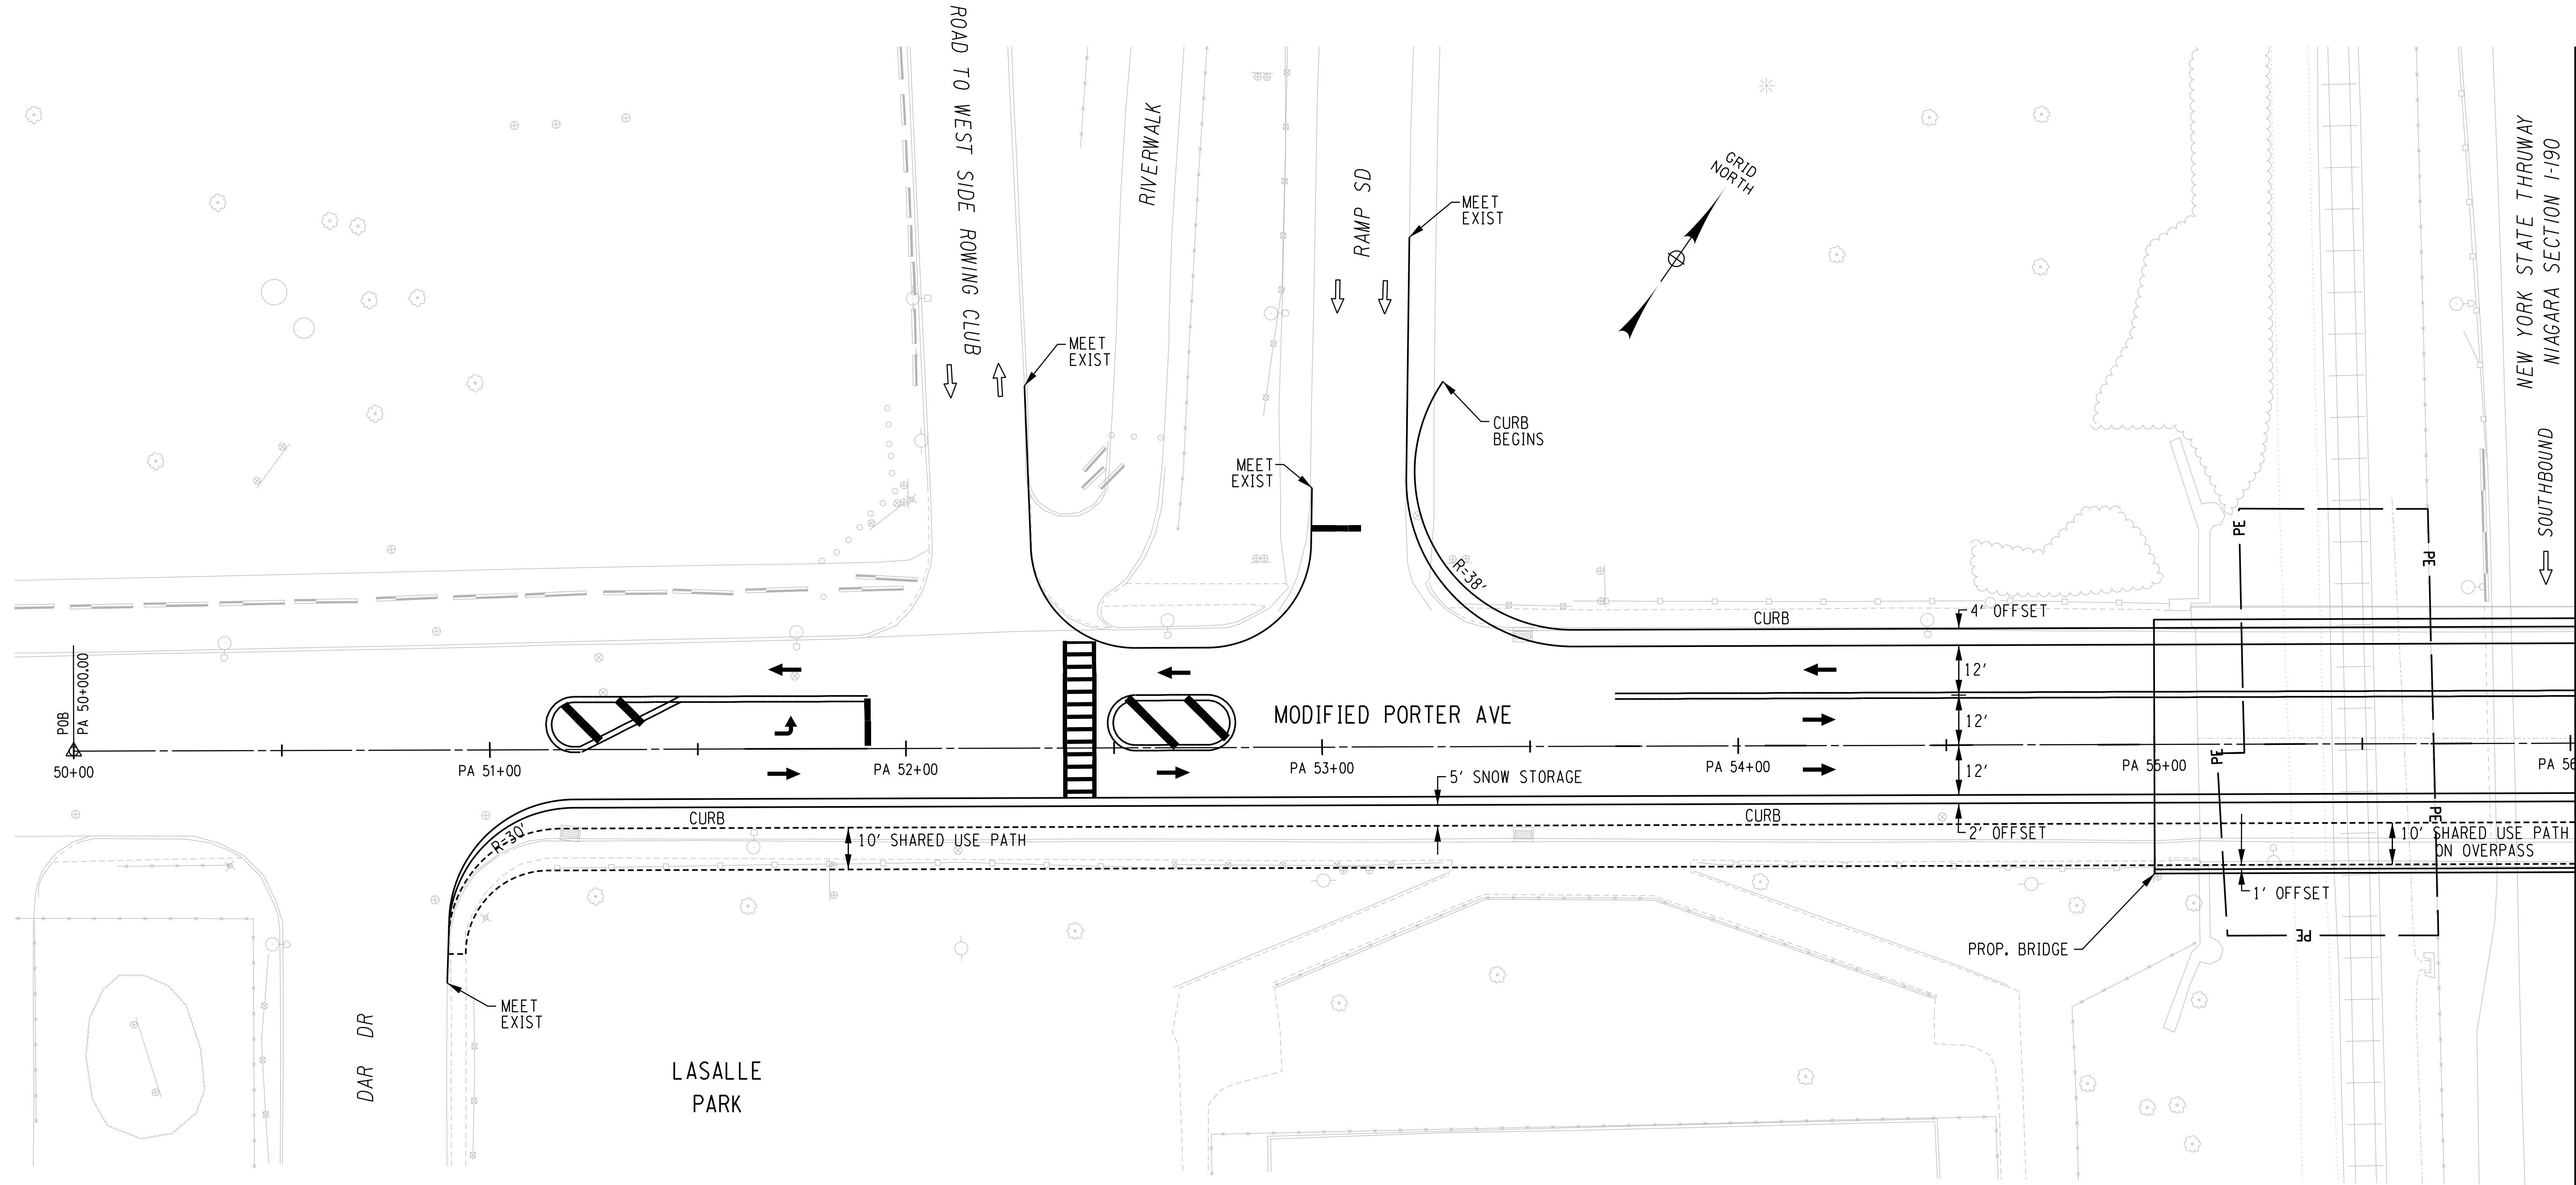 ROAD TO WEST SIDE ROWING CLUB
RIVERWALK
RAMP SD
GRID
NORTH
NEW YORK STATE THRUWAY
NIAGARA SECTION I-190
SOUTHBOUND
MEET
EXIST
MEET
EXIST
CURB
BEGINS
MEET
EXIST
R=38'
PE
PE
CURB
4' OFFSET
12'
POB
PA 50+00.00
MODIFIED PORTER AVE
12'
50+00
PA 51+00
PA 52+00
PA 53+00
PA 54+00
PA 55+00
PA 56
PE
12'
5' SNOW STORAGE
CURB
CURB
PE
R=30'
10' SHARED USE PATH
2' OFFSET
10' SHARED USE PATH
ON OVERPASS
1' OFFSET
PE
PROP. BRIDGE
MEET
EXIST
DAR DR
LASALLE
PARK